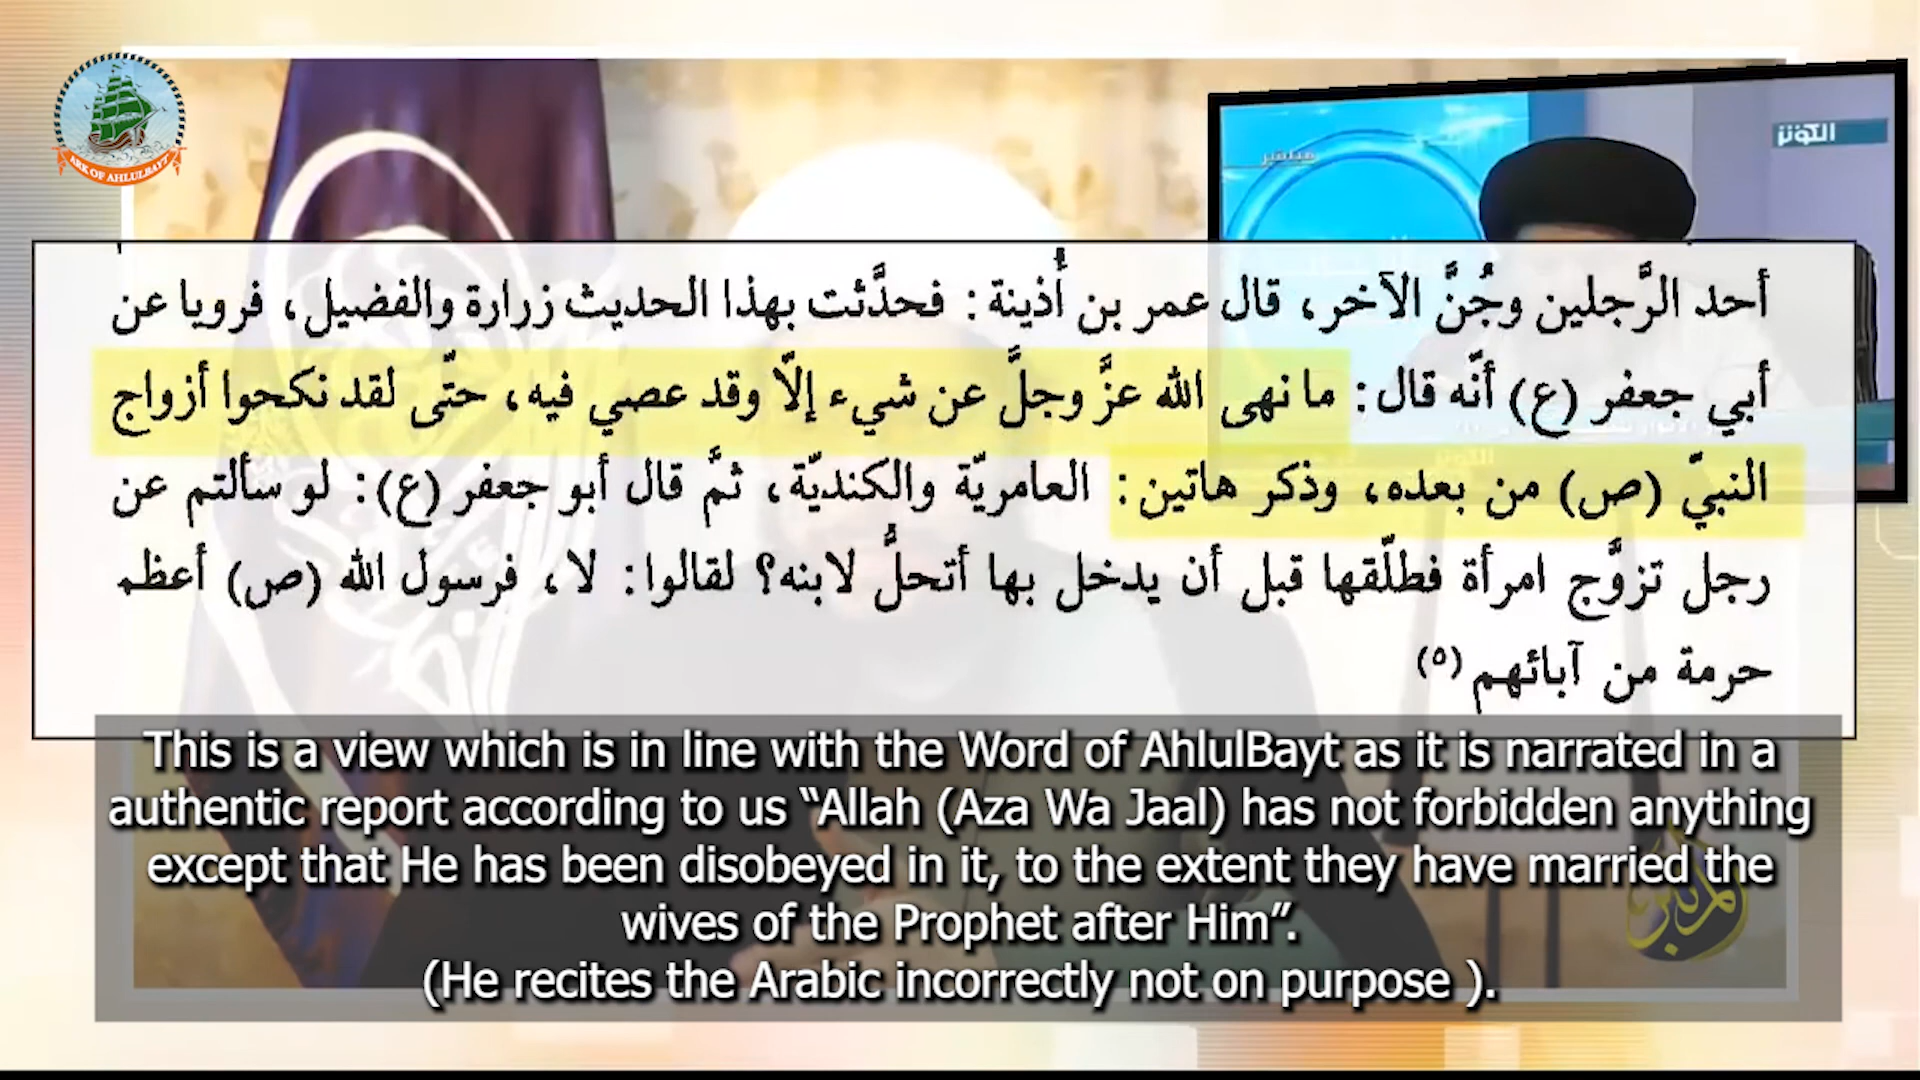 ARK OF AHLULBAYT
الكوثر
مباشر
أحد الرَّجلين وجُنَّ الآخر، قال عمر بن أُذينة: فحدَّثت بهذا الحديث زرارة والفضيل، فرويا عن
أبي جعفر (ع) أنّه قال: ما نهى الله عزَّ وجلَّ عن شيء إلاّ وقد عصي فيه، حتّى لقد نكحوا أزواج
النبيّ (ص) من بعده، وذكر هاتين: العامريّة والكنديّة، ثمَّ قال أبو جعفر (ع): لو سألتم عن
رجل تزوَّج امرأة فطلّقها قبل أن يدخل بها أتحلُّ لابنه؟ لقالوا: لا، فرسول الله (ص) أعظم
حرمة من آبائهم (٥)
This is a view which is in line with the Word of AhlulBayt as it is narrated in a
authentic report according to us “Allah (Aza Wa Jaal) has not forbidden anything
except that He has been disobeyed in it, to the extent they have married the
wives of the Prophet after Him”.
(He recites the Arabic incorrectly not on purpose ).